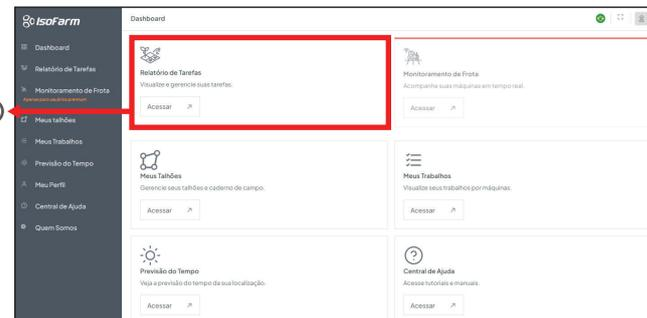 IsoFarm
Dashboard
Relatório de Tarefas
Monitoramento de Frota
Apenas para usuários premium
Meus talhões
Meus Trabalhos
Previsão do Tempo
Meu Perfil
Central de Ajuda
Quem Somos
Dashboard
Relatório de Tarefas
Visualize e gerencie suas tarefas.
Acessar
Monitoramento de Frota
Acompanhe suas máquinas em tempo real.
Acessar
Meus Talhões
Gerencie seus talhões e caderno de campo.
Acessar
Meus Trabalhos
Visualize seus trabalhos por máquinas.
Acessar
Previsão do Tempo
Veja a previsão do tempo da sua localização.
Acessar
Central de Ajuda
Acesse tutoriais e manuais.
Acessar